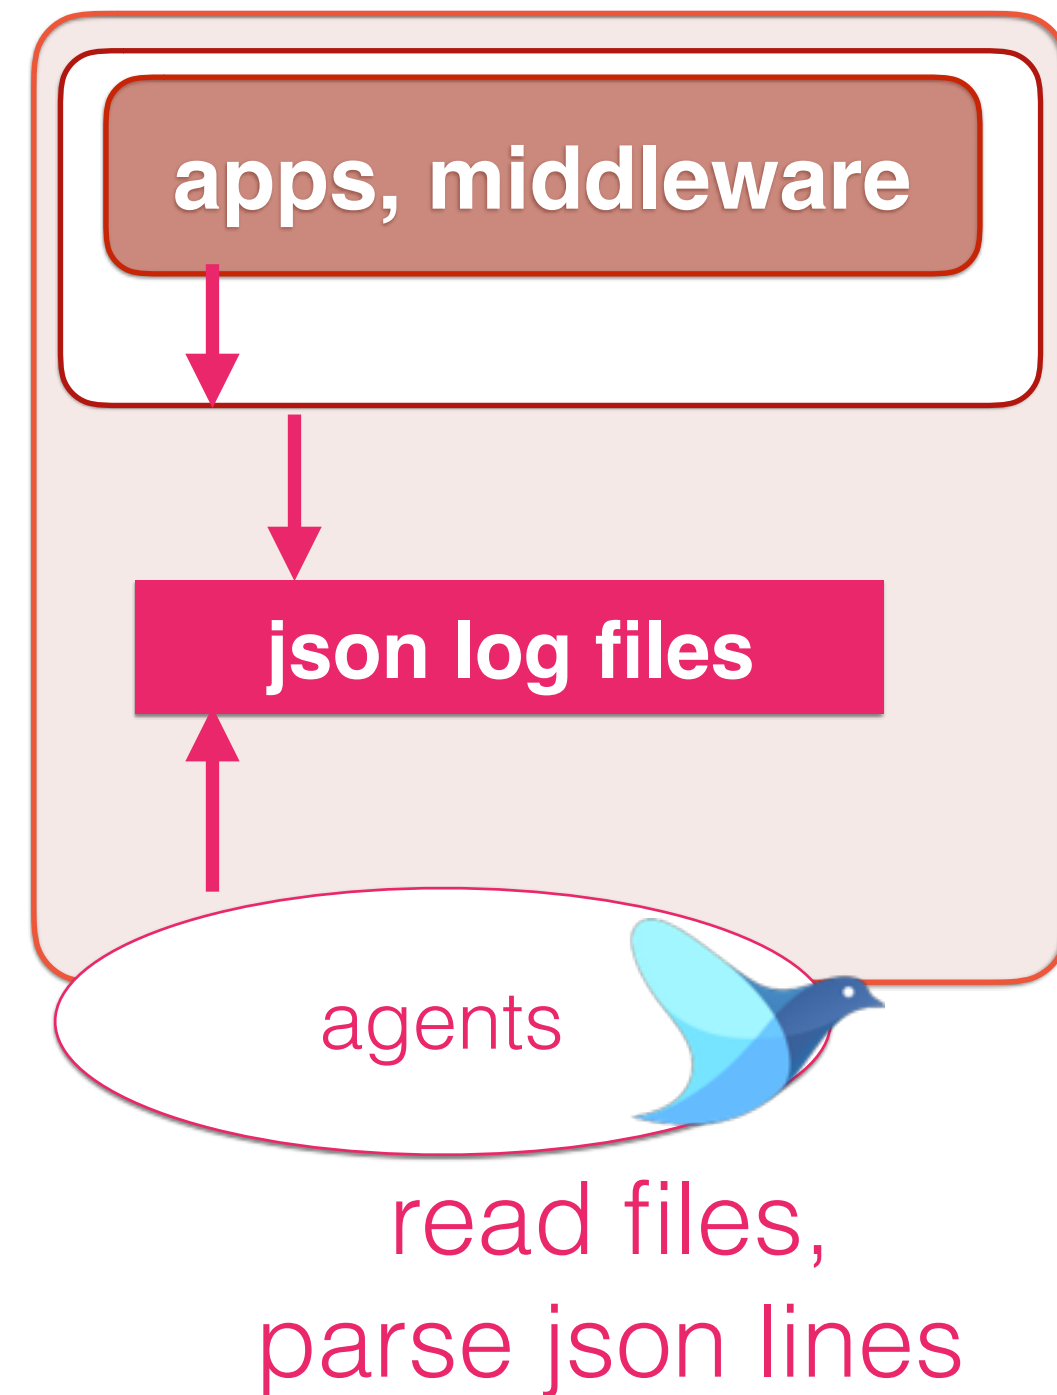 apps, middleware
json log files
agents
read files,
parse json lines